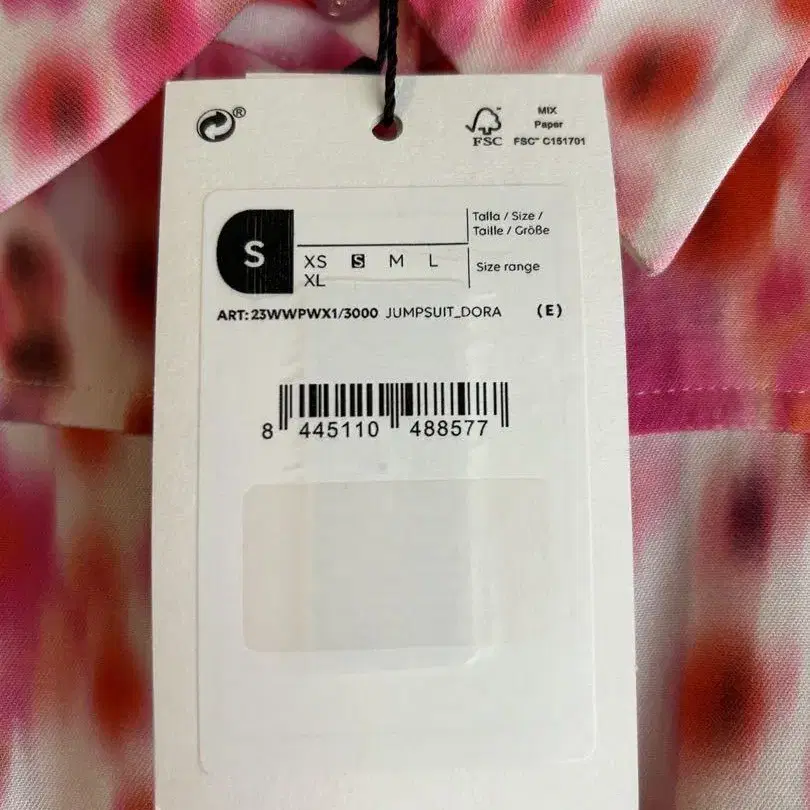 ®
FSC
MIX
Paper
FSC™ C151701
S
Talla / Size /
Taille / Größe
XS S M L
XL
Size range
ART: 23WWPWX1/3000 JUMPSUIT_DORA (E)
8 445110 488577